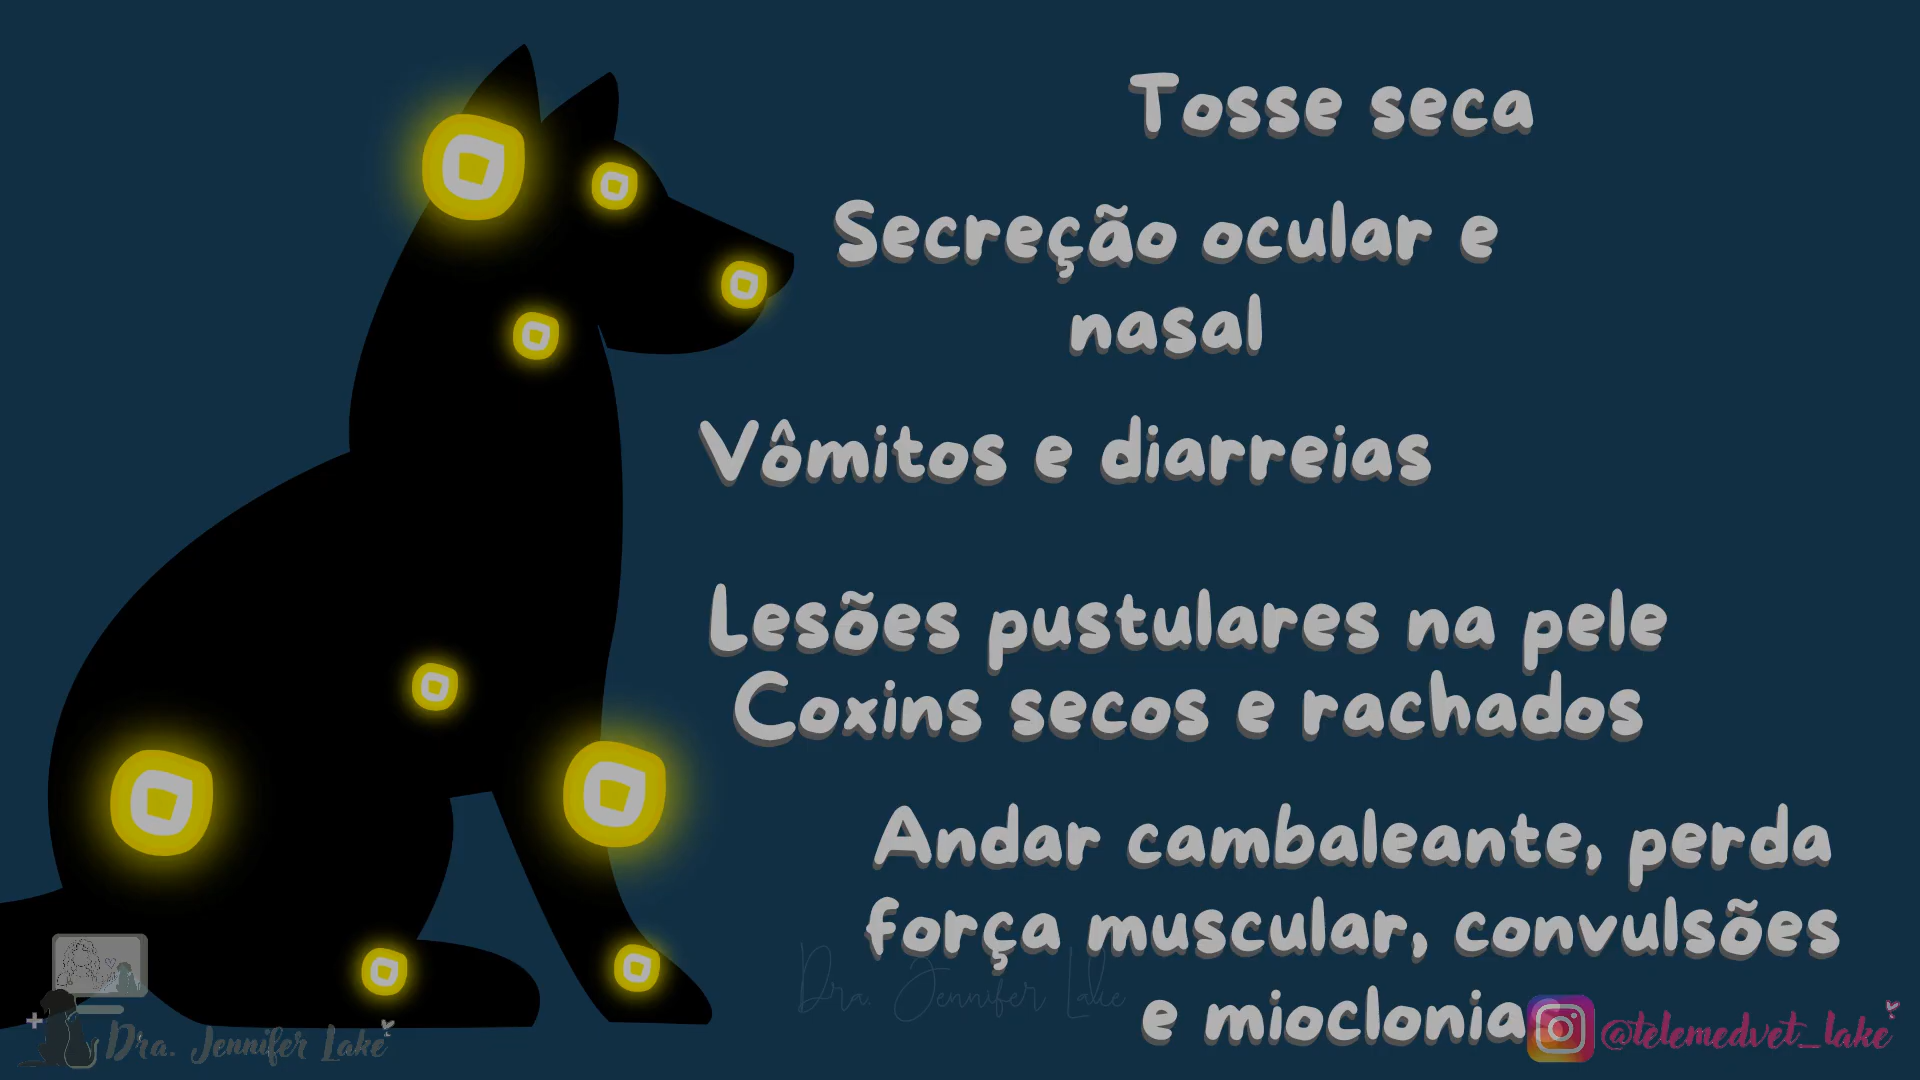 Tosse seca
Secreção ocular e
nasal
Vômitos e diarreias
Lesões pustulares na pele
Coxins secos e rachados
Andar cambaleante, perda
força muscular, convulsões
e mioclonia
Dra. Jennifer Lake
Dra. Jennifer Lake
@telemedvet_lake